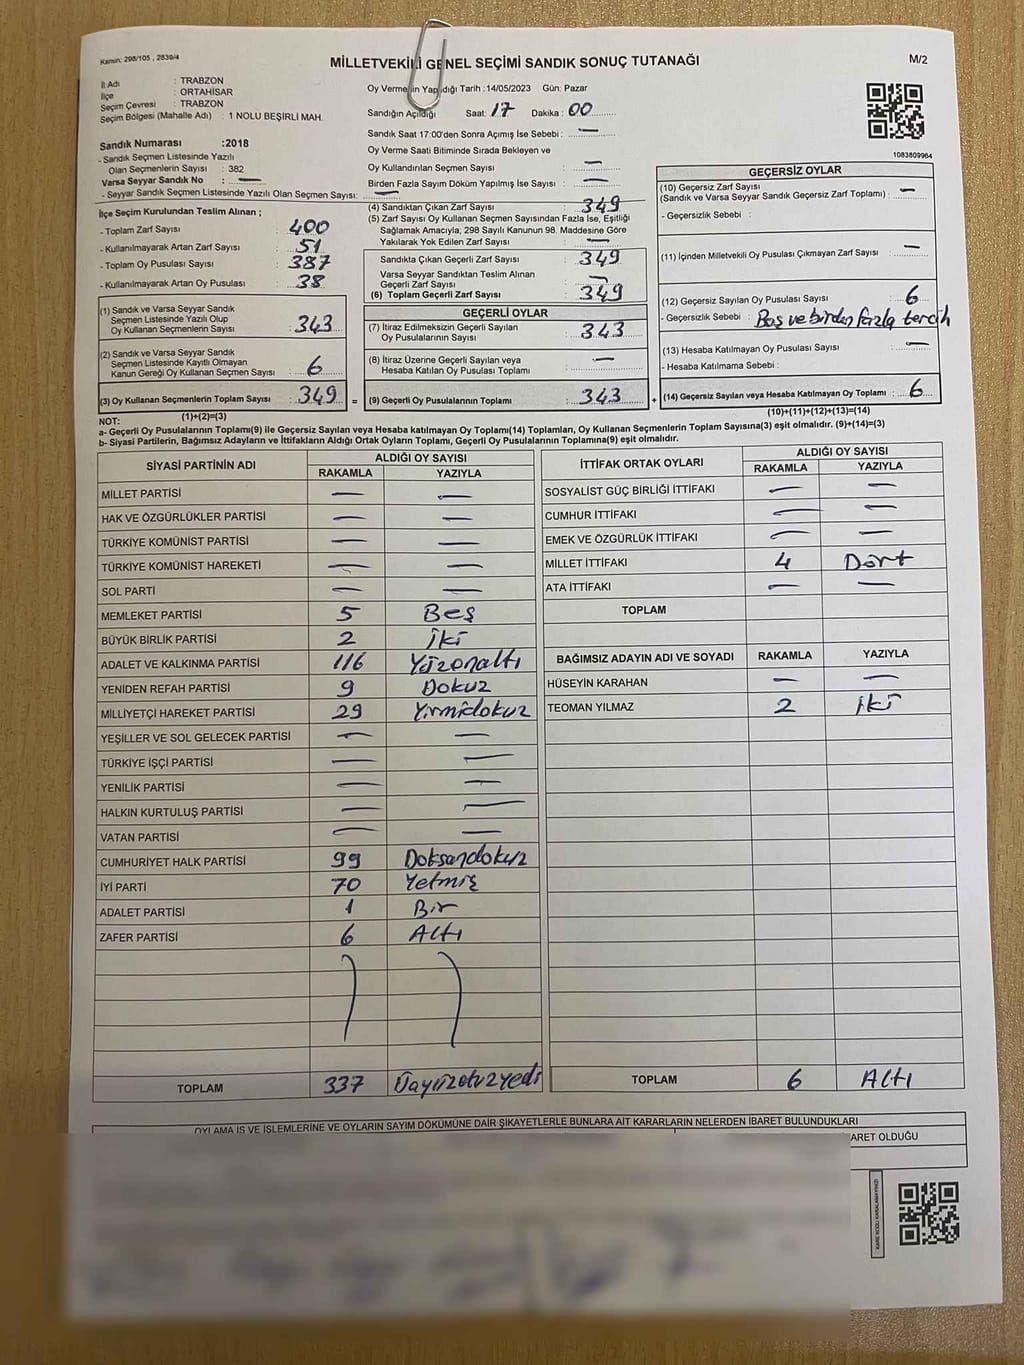 Kanun: 298/105 , 2839/4
MİLLETVEKİLİ GENEL SEÇİMİ SANDIK SONUÇ TUTANAĞI
M/2
İl Adı : TRABZON
İlçe : ORTAHİSAR
Seçim Çevresi : TRABZON
Seçim Bölgesi (Mahalle Adı) : 1 NOLU BEŞİRLİ MAH.
Sandık Numarası :2018
- Sandık Seçmen Listesinde Yazılı
Olan Seçmenlerin Sayısı : 382
Varsa Seyyar Sandık No : —
- Seyyar Sandık Seçmen Listesinde Yazılı Olan Seçmen Sayısı: —
Oy Vermenin Yapıldığı Tarih :14/05/2023 Gün: Pazar
Sandığın Açıldığı Saat: 17 Dakika : 00
Sandık Saat 17:00'den Sonra Açımış İse Sebebi : —
Oy Verme Saati Bitiminde Sırada Bekleyen ve
Oy Kullandırılan Seçmen Sayısı : —
Birden Fazla Sayım Döküm Yapılmış İse Sayısı : —
1083809964
İlçe Seçim Kurulundan Teslim Alınan ;
- Toplam Zarf Sayısı : 400
- Kullanılmayarak Artan Zarf Sayısı : 51
- Toplam Oy Pusulası Sayısı : 387
- Kullanılmayarak Artan Oy Pusulası : 38
(1) Sandık ve Varsa Seyyar Sandık
Seçmen Listesinde Yazılı Olup
Oy Kullanan Seçmenlerin Sayısı : 343
(2) Sandık ve Varsa Seyyar Sandık
Seçmen Listesinde Kayıtlı Olmayan
Kanun Gereği Oy Kullanan Seçmen Sayısı : 6
(3) Oy Kullanan Seçmenlerin Toplam Sayısı : 349 =
(1)+(2)=(3)
(4) Sandıktan Çıkan Zarf Sayısı : 349
(5) Zarf Sayısı Oy Kullanan Seçmen Sayısından Fazla İse, Eşitliği
Sağlamak Amacıyla; 298 Sayılı Kanunun 98. Maddesine Göre
Yakılarak Yok Edilen Zarf Sayısı : —
Sandıkta Çıkan Geçerli Zarf Sayısı : 349
Varsa Seyyar Sandıktan Teslim Alınan
Geçerli Zarf Sayısı : —
(6) Toplam Geçerli Zarf Sayısı : 349
GEÇERLİ OYLAR
(7) İtiraz Edilmeksizin Geçerli Sayılan
Oy Pusulalarının Sayısı : 343
(8) İtiraz Üzerine Geçerli Sayılan veya
Hesaba Katılan Oy Pusulası Toplamı : —
(9) Geçerli Oy Pusulalarının Toplamı : 343 +
GEÇERSİZ OYLAR
(10) Geçersiz Zarf Sayısı
(Sandık ve Varsa Seyyar Sandık Geçersiz Zarf Toplamı) : —
- Geçersizlik Sebebi :
(11) İçinden Milletvekili Oy Pusulası Çıkmayan Zarf Sayısı : —
(12) Geçersiz Sayılan Oy Pusulası Sayısı : 6
- Geçersizlik Sebebi : Boş ve birden fazla tercih
(13) Hesaba Katılmayan Oy Pusulası Sayısı : —
- Hesaba Katılmama Sebebi :
(14) Geçersiz Sayılan veya Hesaba Katılmayan Oy Toplamı : 6
(10)+(11)+(12)+(13)=(14)
NOT:
a- Geçerli Oy Pusulalarının Toplamı(9) ile Geçersiz Sayılan veya Hesaba katılmayan Oy Toplamı(14) Toplamları, Oy Kullanan Seçmenlerin Toplam Sayısına(3) eşit olmalıdır. (9)+(14)=(3)
b- Siyasi Partilerin, Bağımsız Adayların ve İttifakların Aldığı Ortak Oyların Toplamı, Geçerli Oy Pusulalarının Toplamına(9) eşit olmalıdır.
SİYASİ PARTİNİN ADI ALDIĞI OY SAYISI
RAKAMLA YAZIYLA
MİLLET PARTİSİ — —
HAK VE ÖZGÜRLÜKLER PARTİSİ — —
TÜRKİYE KOMÜNİST PARTİSİ — —
TÜRKİYE KOMÜNİST HAREKETİ — —
SOL PARTİ — —
MEMLEKET PARTİSİ 5 Beş
BÜYÜK BİRLİK PARTİSİ 2 İki
ADALET VE KALKINMA PARTİSİ 116 Yüzonaltı
YENİDEN REFAH PARTİSİ 9 Dokuz
MİLLİYETÇİ HAREKET PARTİSİ 29 Yirmidokuz
YEŞİLLER VE SOL GELECEK PARTİSİ — —
TÜRKİYE İŞÇİ PARTİSİ — —
YENİLİK PARTİSİ — —
HALKIN KURTULUŞ PARTİSİ — —
VATAN PARTİSİ — —
CUMHURİYET HALK PARTİSİ 99 Doksandokuz
İYİ PARTİ 70 Yetmiş
ADALET PARTİSİ 1 Bir
ZAFER PARTİSİ 6 Altı
TOPLAM 337 Üçyüzotuzyedi
İTTİFAK ORTAK OYLARI ALDIĞI OY SAYISI
RAKAMLA YAZIYLA
SOSYALİST GÜÇ BİRLİĞİ İTTİFAKI — —
CUMHUR İTTİFAKI — —
EMEK VE ÖZGÜRLÜK İTTİFAKI — —
MİLLET İTTİFAKI 4 Dört
ATA İTTİFAKI — —
TOPLAM
BAĞIMSIZ ADAYIN ADI VE SOYADI RAKAMLA YAZIYLA
HÜSEYİN KARAHAN — —
TEOMAN YILMAZ 2 İki
TOPLAM 6 Altı
OYLAMA İŞ VE İŞLEMLERİNE VE OYLARIN SAYIM DÖKÜMÜNE DAİR ŞİKAYETLERLE BUNLARA AİT KARARLARIN NELERDEN İBARET BULUNDUKLARI
ARET OLDUĞU
KARE KODU KARALAMAYINIZ!